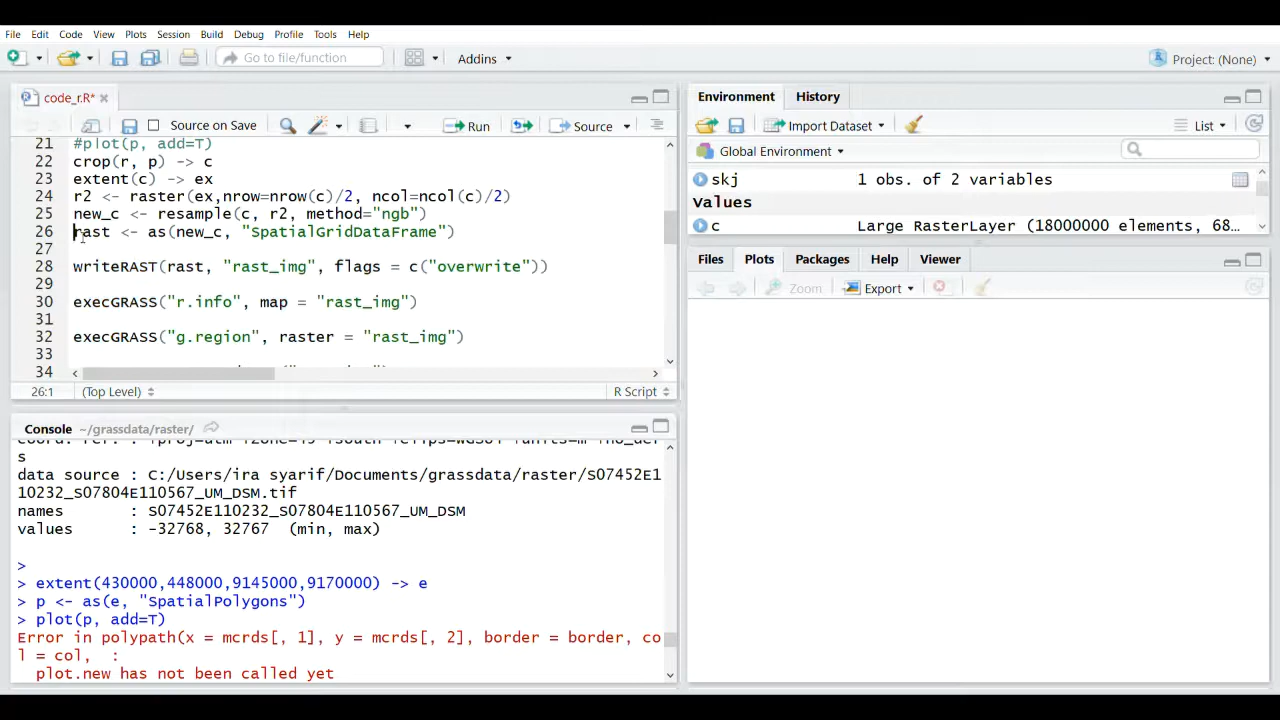 File Edit Code View Plots Session Build Debug Profile Tools Help
Go to file/function Addins Project: (None)
code_r.R* 
Source on Save Run Source
21 #plot(p, add=T)
22 crop(r, p) -> c
23 extent(c) -> ex
24 r2 <- raster(ex,nrow=nrow(c)/2, ncol=ncol(c)/2)
25 new_c <- resample(c, r2, method="ngb")
26 rast <- as(new_c, "SpatialGridDataFrame")
27
28 writeRAST(rast, "rast_img", flags = c("overwrite"))
29
30 execGRASS("r.info", map = "rast_img")
31
32 execGRASS("g.region", raster = "rast_img")
33
34
26:1 (Top Level) R Script
Console ~/grassdata/raster/
s
data source : C:/Users/ira syarif/Documents/grassdata/raster/S07452E1
10232_S07804E110567_UM_DSM.tif
names : S07452E110232_S07804E110567_UM_DSM
values : -32768, 32767 (min, max)
>
> extent(430000,448000,9145000,9170000) -> e
> p <- as(e, "SpatialPolygons")
> plot(p, add=T)
Error in polypath(x = mcrds[, 1], y = mcrds[, 2], border = border, co
l = col, :
plot.new has not been called yet
Environment History
Import Dataset List
Global Environment
skj 1 obs. of 2 variables
Values
c Large RasterLayer (18000000 elements, 68...
Files Plots Packages Help Viewer
Zoom Export